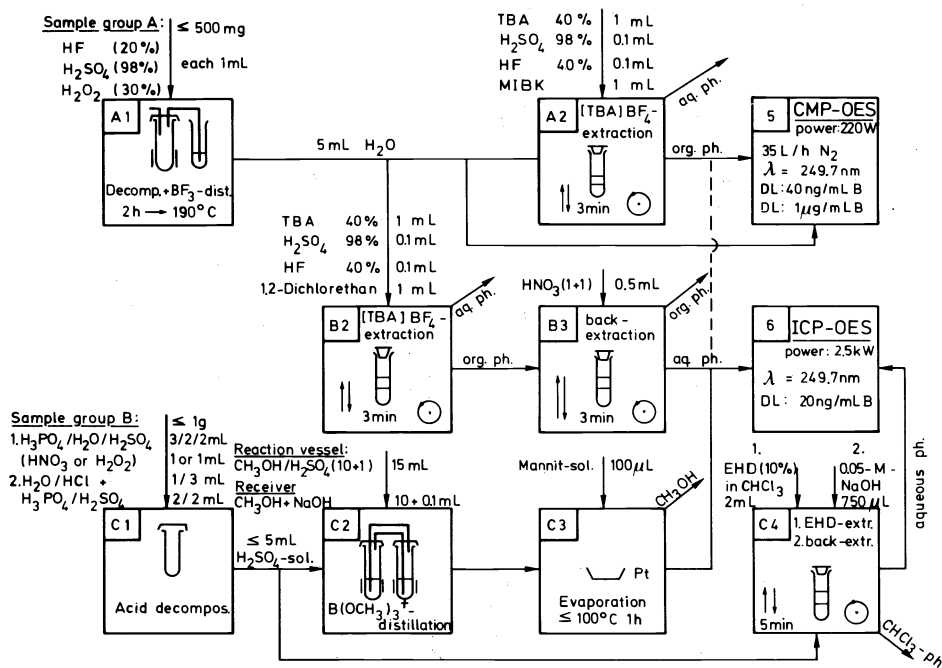 Sample group A:
HF (20%)
H₂SO₄ (98%)
H₂O₂ (30%)
≤ 500 mg
each 1mL
A1
Decomp.+BF₃-dist.
2h → 190°C
5mL H₂O
TBA 40% 1 mL
H₂SO₄ 98% 0.1mL
HF 40% 0.1mL
MIBK 1 mL
A2
[TBA]BF₄-
extraction
3min
aq. ph.
org. ph.
5
CMP-OES
power:220W
35L/h N₂
λ = 249.7nm
DL:40ng/mL B
DL: 1µg/mL B
TBA 40% 1 mL
H₂SO₄ 98% 0.1mL
HF 40% 0.1mL
1,2-Dichlorethan 1 mL
B2
[TBA] BF₄-
extraction
3min
aq. ph.
org. ph.
HNO₃(1+1) 0.5mL
B3
back-
extraction
3min
org. ph.
aq. ph.
6
ICP-OES
power: 2.5kW
λ = 249.7nm
DL: 20ng/mL B
Sample group B:
1.H₃PO₄/H₂O/H₂SO₄
(HNO₃ or H₂O₂)
2.H₂O/HCl +
H₃PO₄/H₂SO₄
≤ 1g
3/2/2mL
1 or 1mL
1/3 mL
2/2 mL
C1
Acid decompos.
≤ 5mL
H₂SO₄-sol.
Reaction vessel:
CH₃OH/H₂SO₄(10+1) 15mL
Receiver
CH₃OH+NaOH 10+0.1mL
C2
B(OCH₃)₃⁺-
distillation
Mannit-sol. 100µL
CH₃OH
C3
Pt
Evaporation
≤ 100°C 1h
1.
EHD(10%)
in CHCl₃
2mL
2.
0.05-M-
NaOH
750µL
C4
1. EHD-extr.
2. back-extr.
5min
aqueous ph.
CHCl₃-ph.